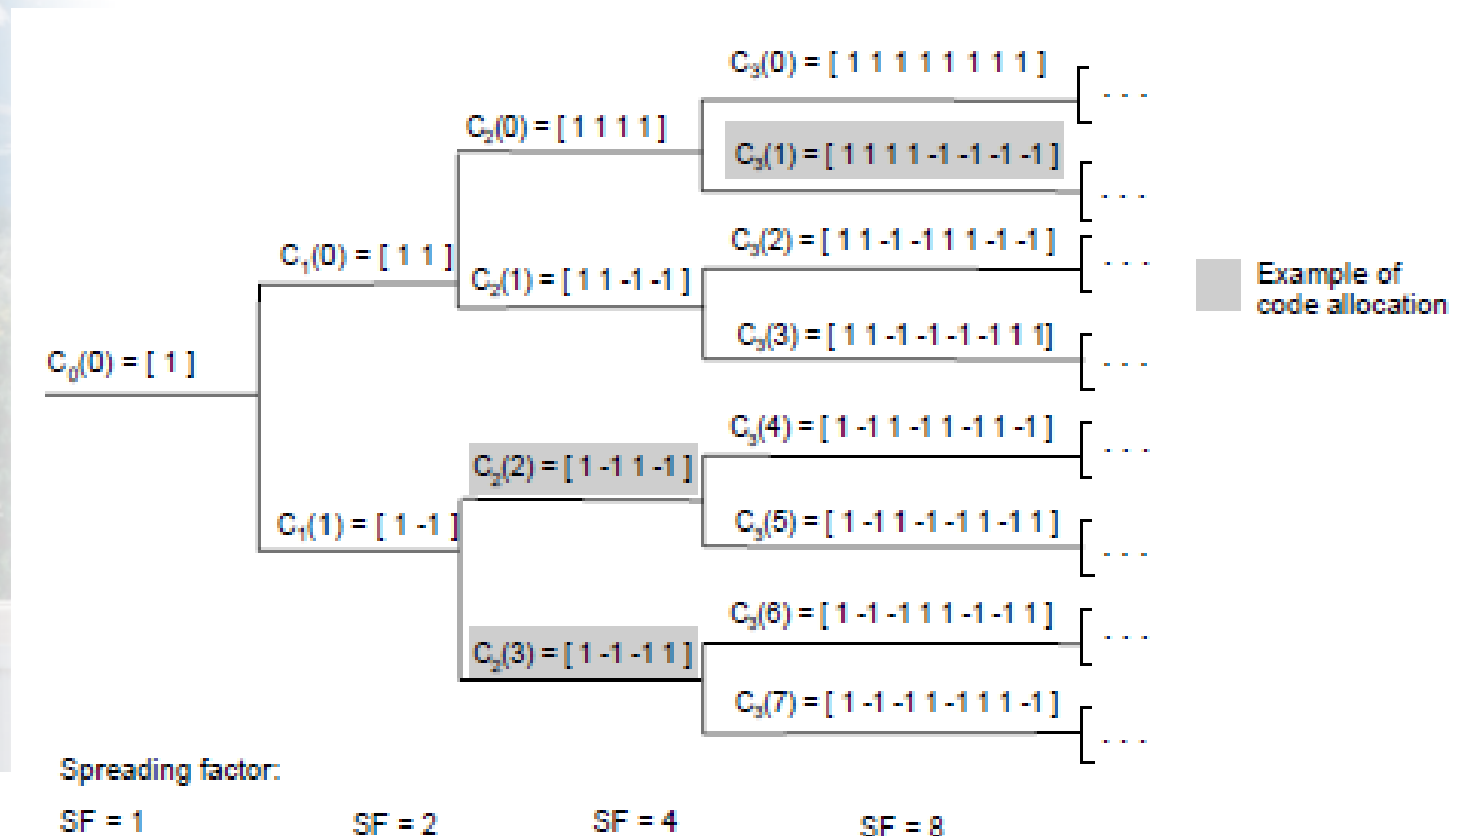 C₃(0) = [ 1 1 1 1 1 1 1 1 ]
. . .
C₂(0) = [ 1 1 1 1 ]
C₃(1) = [ 1 1 1 1 -1 -1 -1 -1 ]
. . .
C₁(0) = [ 1 1 ]
C₃(2) = [ 1 1 -1 -1 1 1 -1 -1 ]
. . .
C₂(1) = [ 1 1 -1 -1 ]
C₃(3) = [ 1 1 -1 -1 -1 -1 1 1]
. . .
Example of
code allocation
C₀(0) = [ 1 ]
C₃(4) = [ 1 -1 1 -1 1 -1 1 -1 ]
. . .
C₂(2) = [ 1 -1 1 -1 ]
C₁(1) = [ 1 -1 ]
C₃(5) = [ 1 -1 1 -1 -1 1 -1 1 ]
. . .
C₃(6) = [ 1 -1 -1 1 1 -1 -1 1 ]
. . .
C₂(3) = [ 1 -1 -1 1 ]
C₃(7) = [ 1 -1 -1 1 -1 1 1 -1 ]
. . .
Spreading factor:
SF = 1
SF = 2
SF = 4
SF = 8